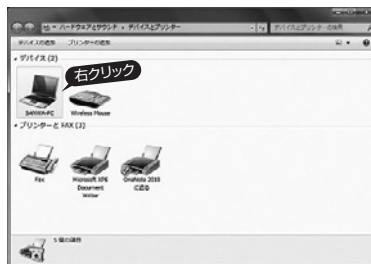 ハードウェアとサウンド ▸ デバイスとプリンター
デバイスとプリンターの検索
デバイスの追加 プリンターの追加
デバイス (2)
右クリック
SANWA-PC
Wireless Mouse
プリンターと FAX (3)
Fax
Microsoft XPS
Document
Writer
OneNote 2010
に送る
5 個の項目